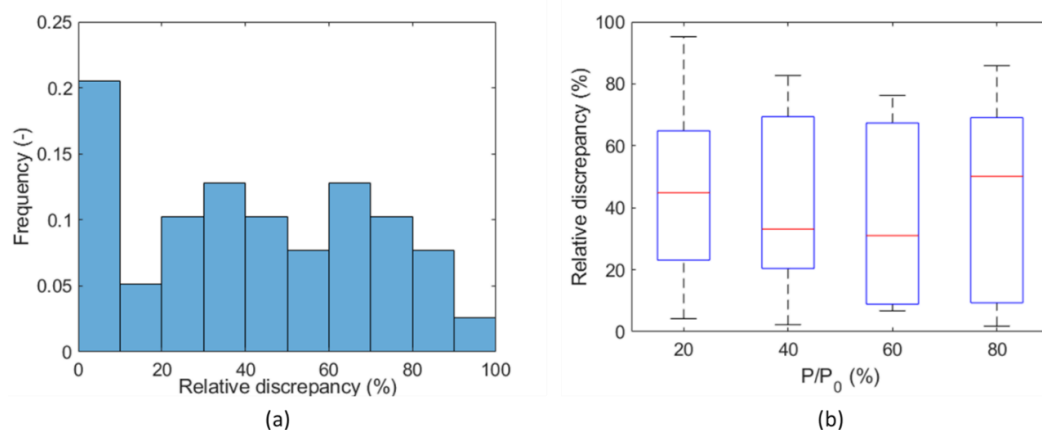 0.25
0.2
0.15
0.1
0.05
0
Frequency (-)
0 20 40 60 80 100
Relative discrepancy (%)
(a)
100
80
60
40
20
0
Relative discrepancy (%)
20 40 60 80
P/P0 (%)
(b)